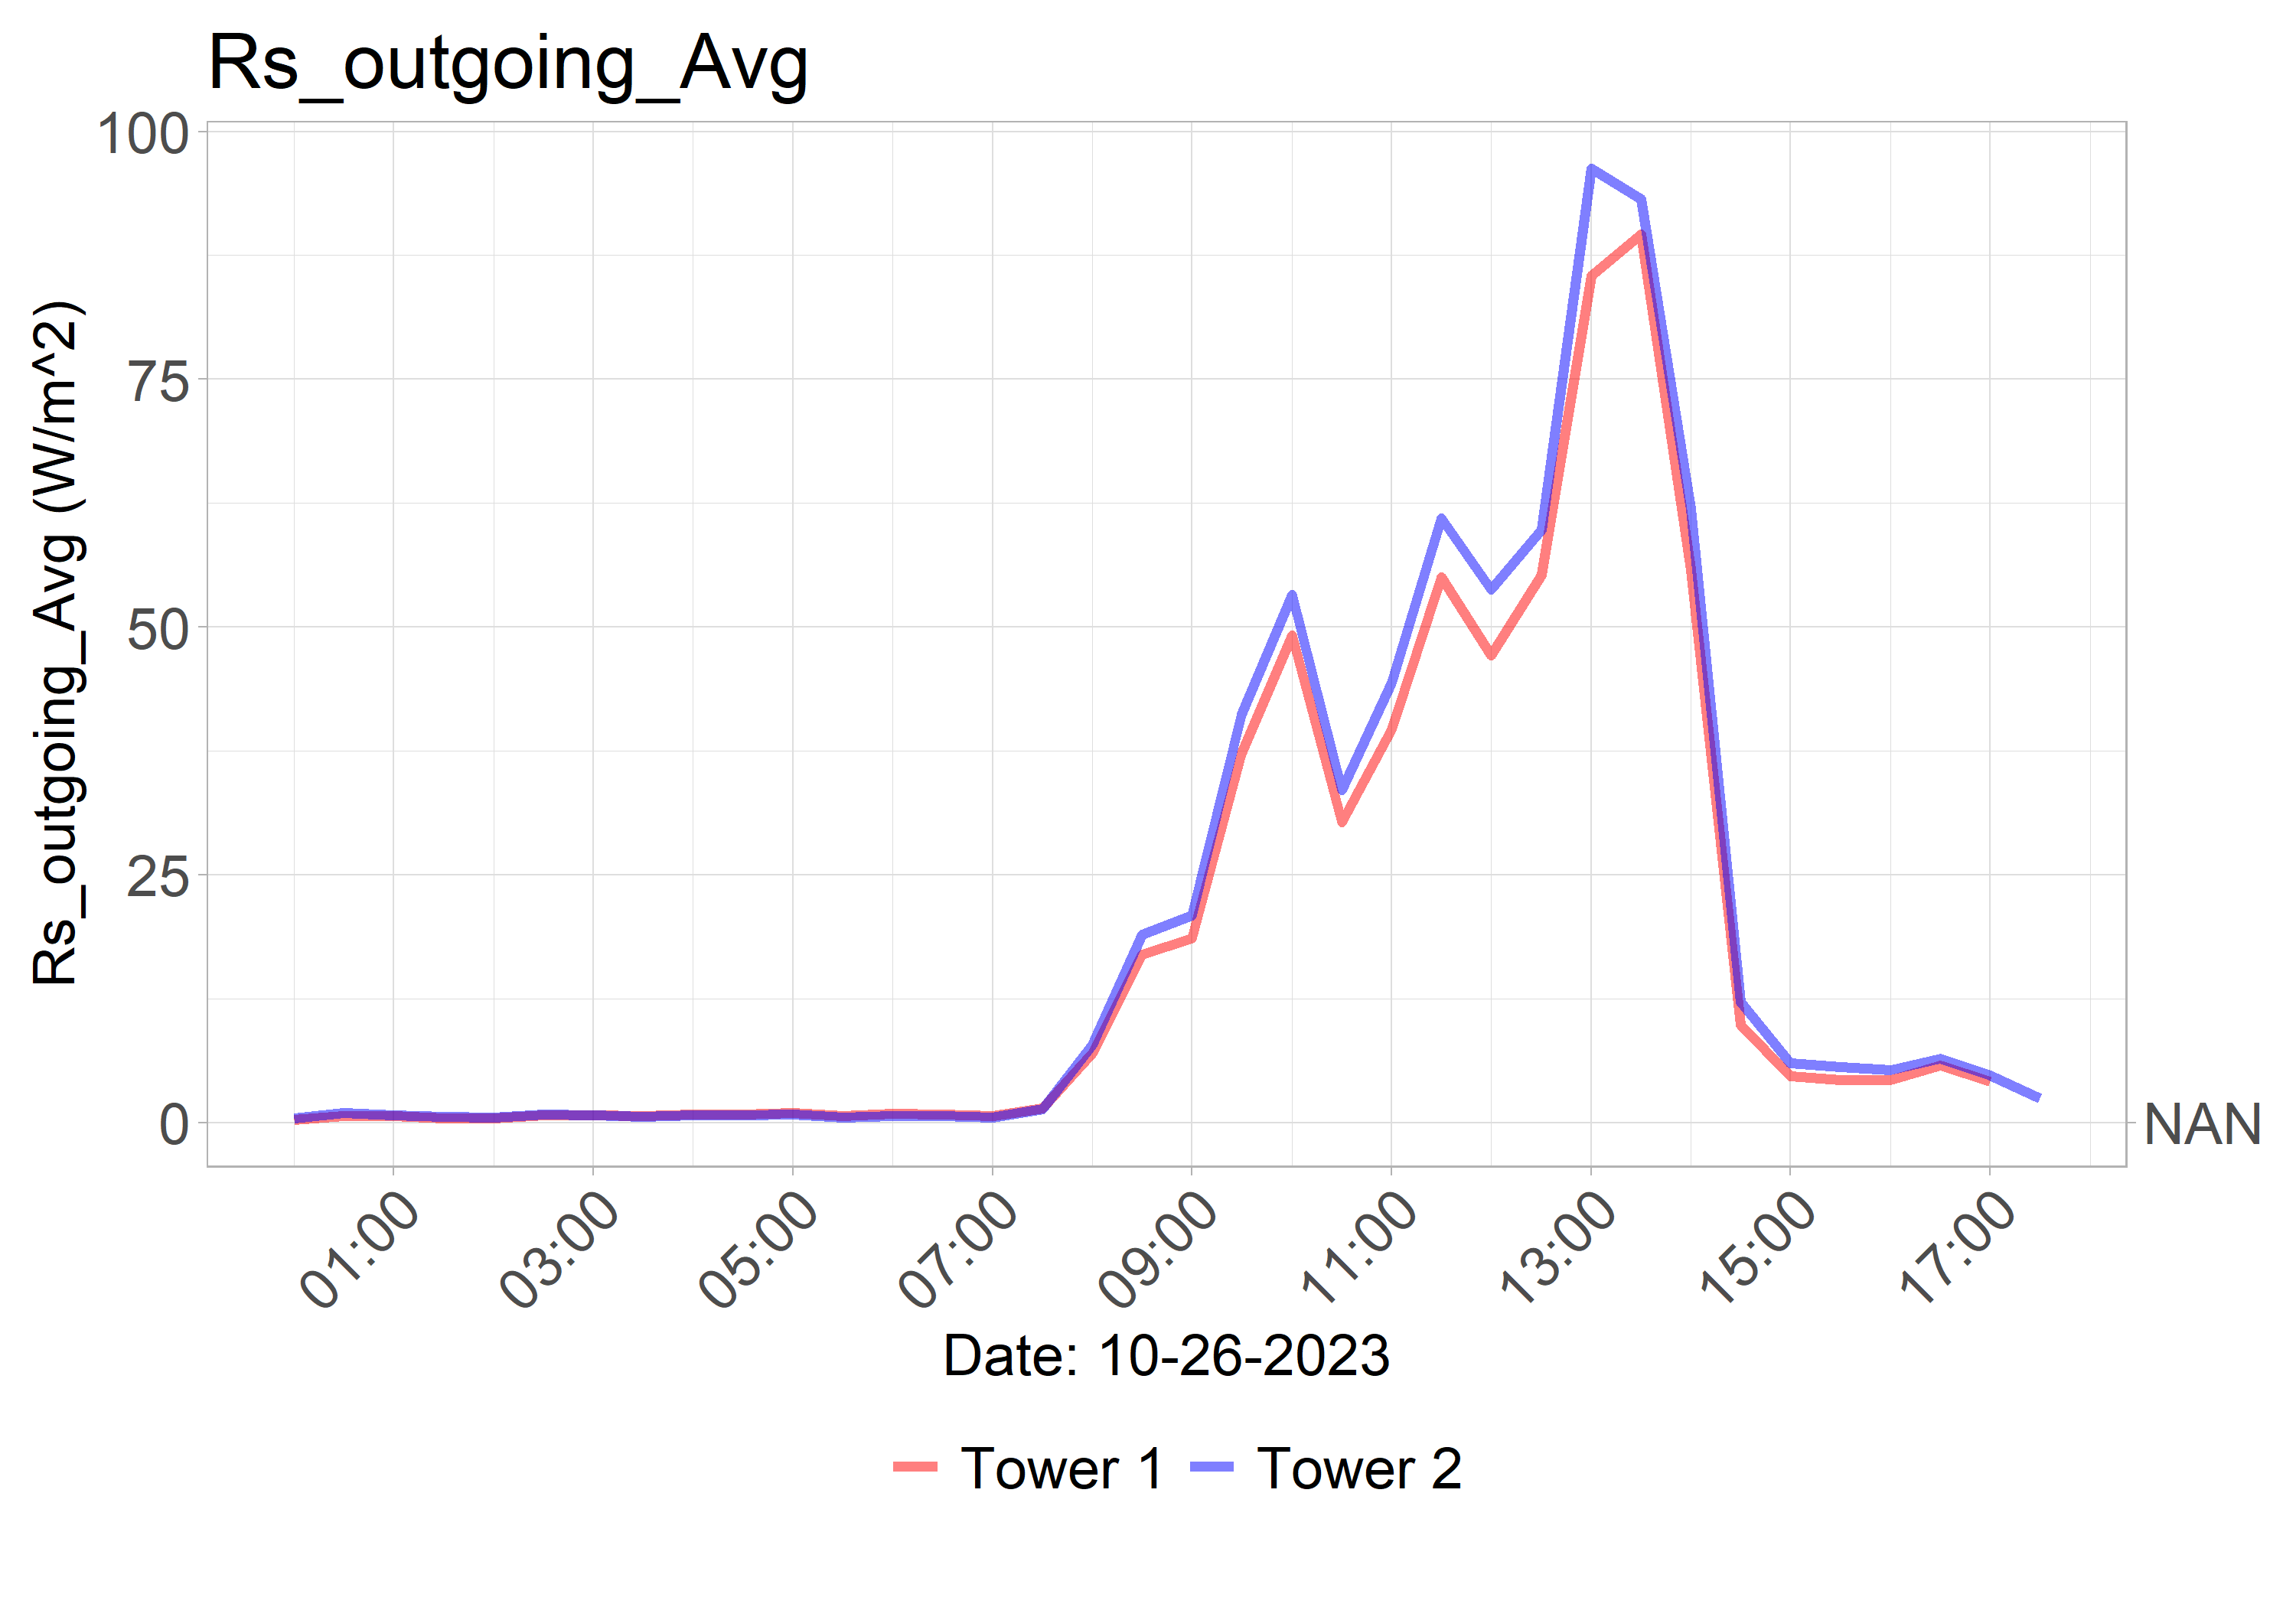 Rs_outgoing_Avg
Rs_outgoing_Avg (W/m^2)
100
75
50
25
0
NAN
01:00 03:00 05:00 07:00 09:00 11:00 13:00 15:00 17:00
Date: 10-26-2023
Tower 1 Tower 2